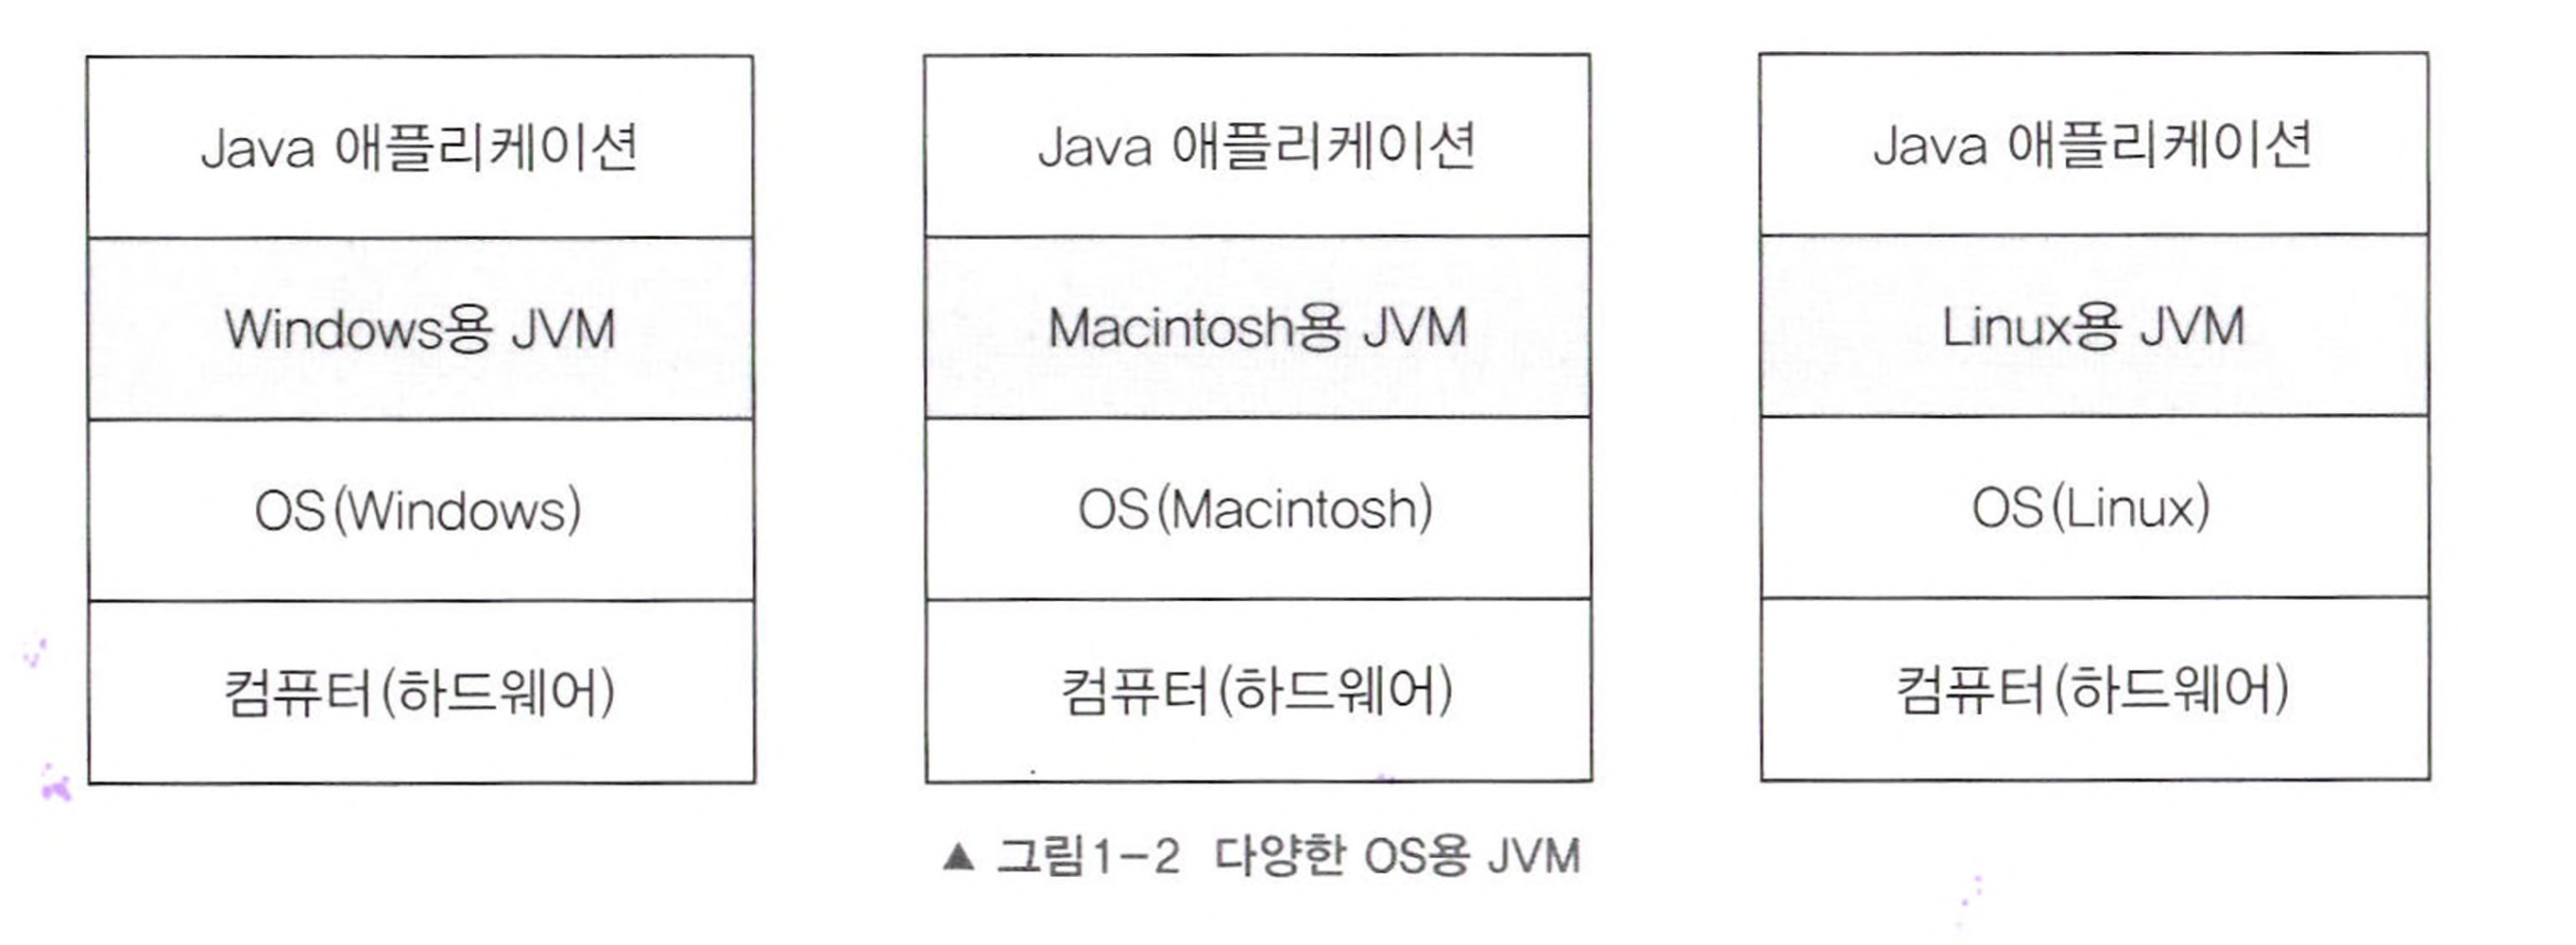 Java 애플리케이션
Windows용 JVM
OS(Windows)
컴퓨터(하드웨어)
Java 애플리케이션
Macintosh용 JVM
OS(Macintosh)
컴퓨터(하드웨어)
Java 애플리케이션
Linux용 JVM
OS(Linux)
컴퓨터(하드웨어)
▲ 그림1-2 다양한 OS용 JVM